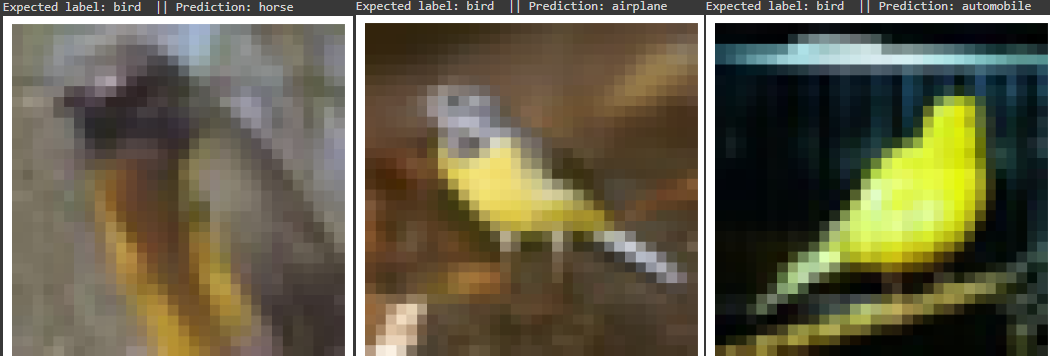 Expected label: bird  || Prediction: horse
Expected label: bird  || Prediction: airplane
Expected label: bird  || Prediction: automobile